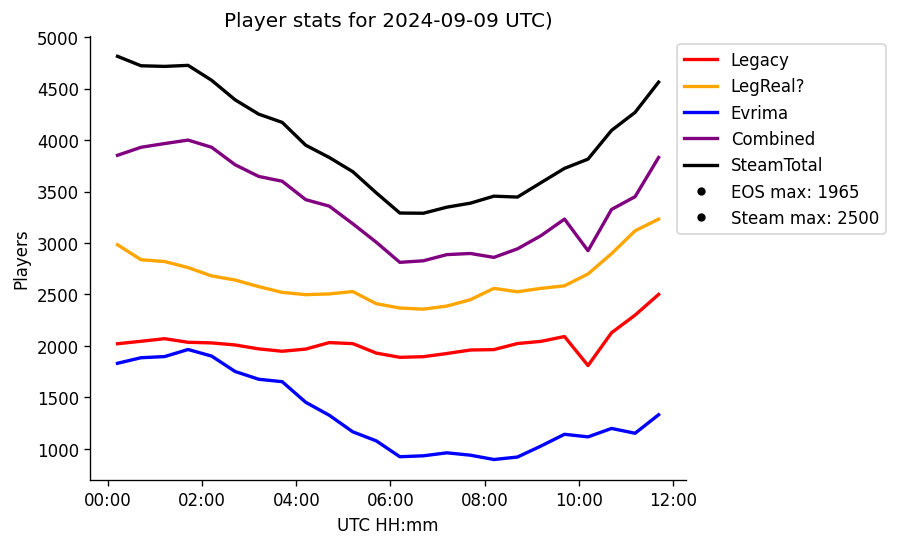 Player stats for 2024-09-09 UTC)
5000
4500
4000
3500
3000
2500
2000
1500
1000
Players
00:00 02:00 04:00 06:00 08:00 10:00 12:00
UTC HH:mm
Legacy
LegReal?
Evrima
Combined
SteamTotal
EOS max: 1965
Steam max: 2500